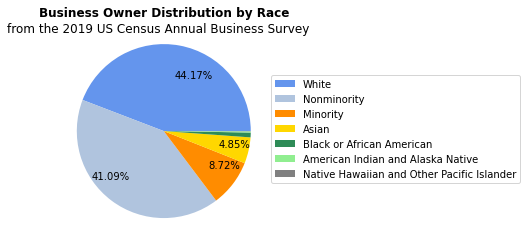 Business Owner Distribution by Race
from the 2019 US Census Annual Business Survey
44.17%
41.09%
8.72%
4.85%
White
Nonminority
Minority
Asian
Black or African American
American Indian and Alaska Native
Native Hawaiian and Other Pacific Islander